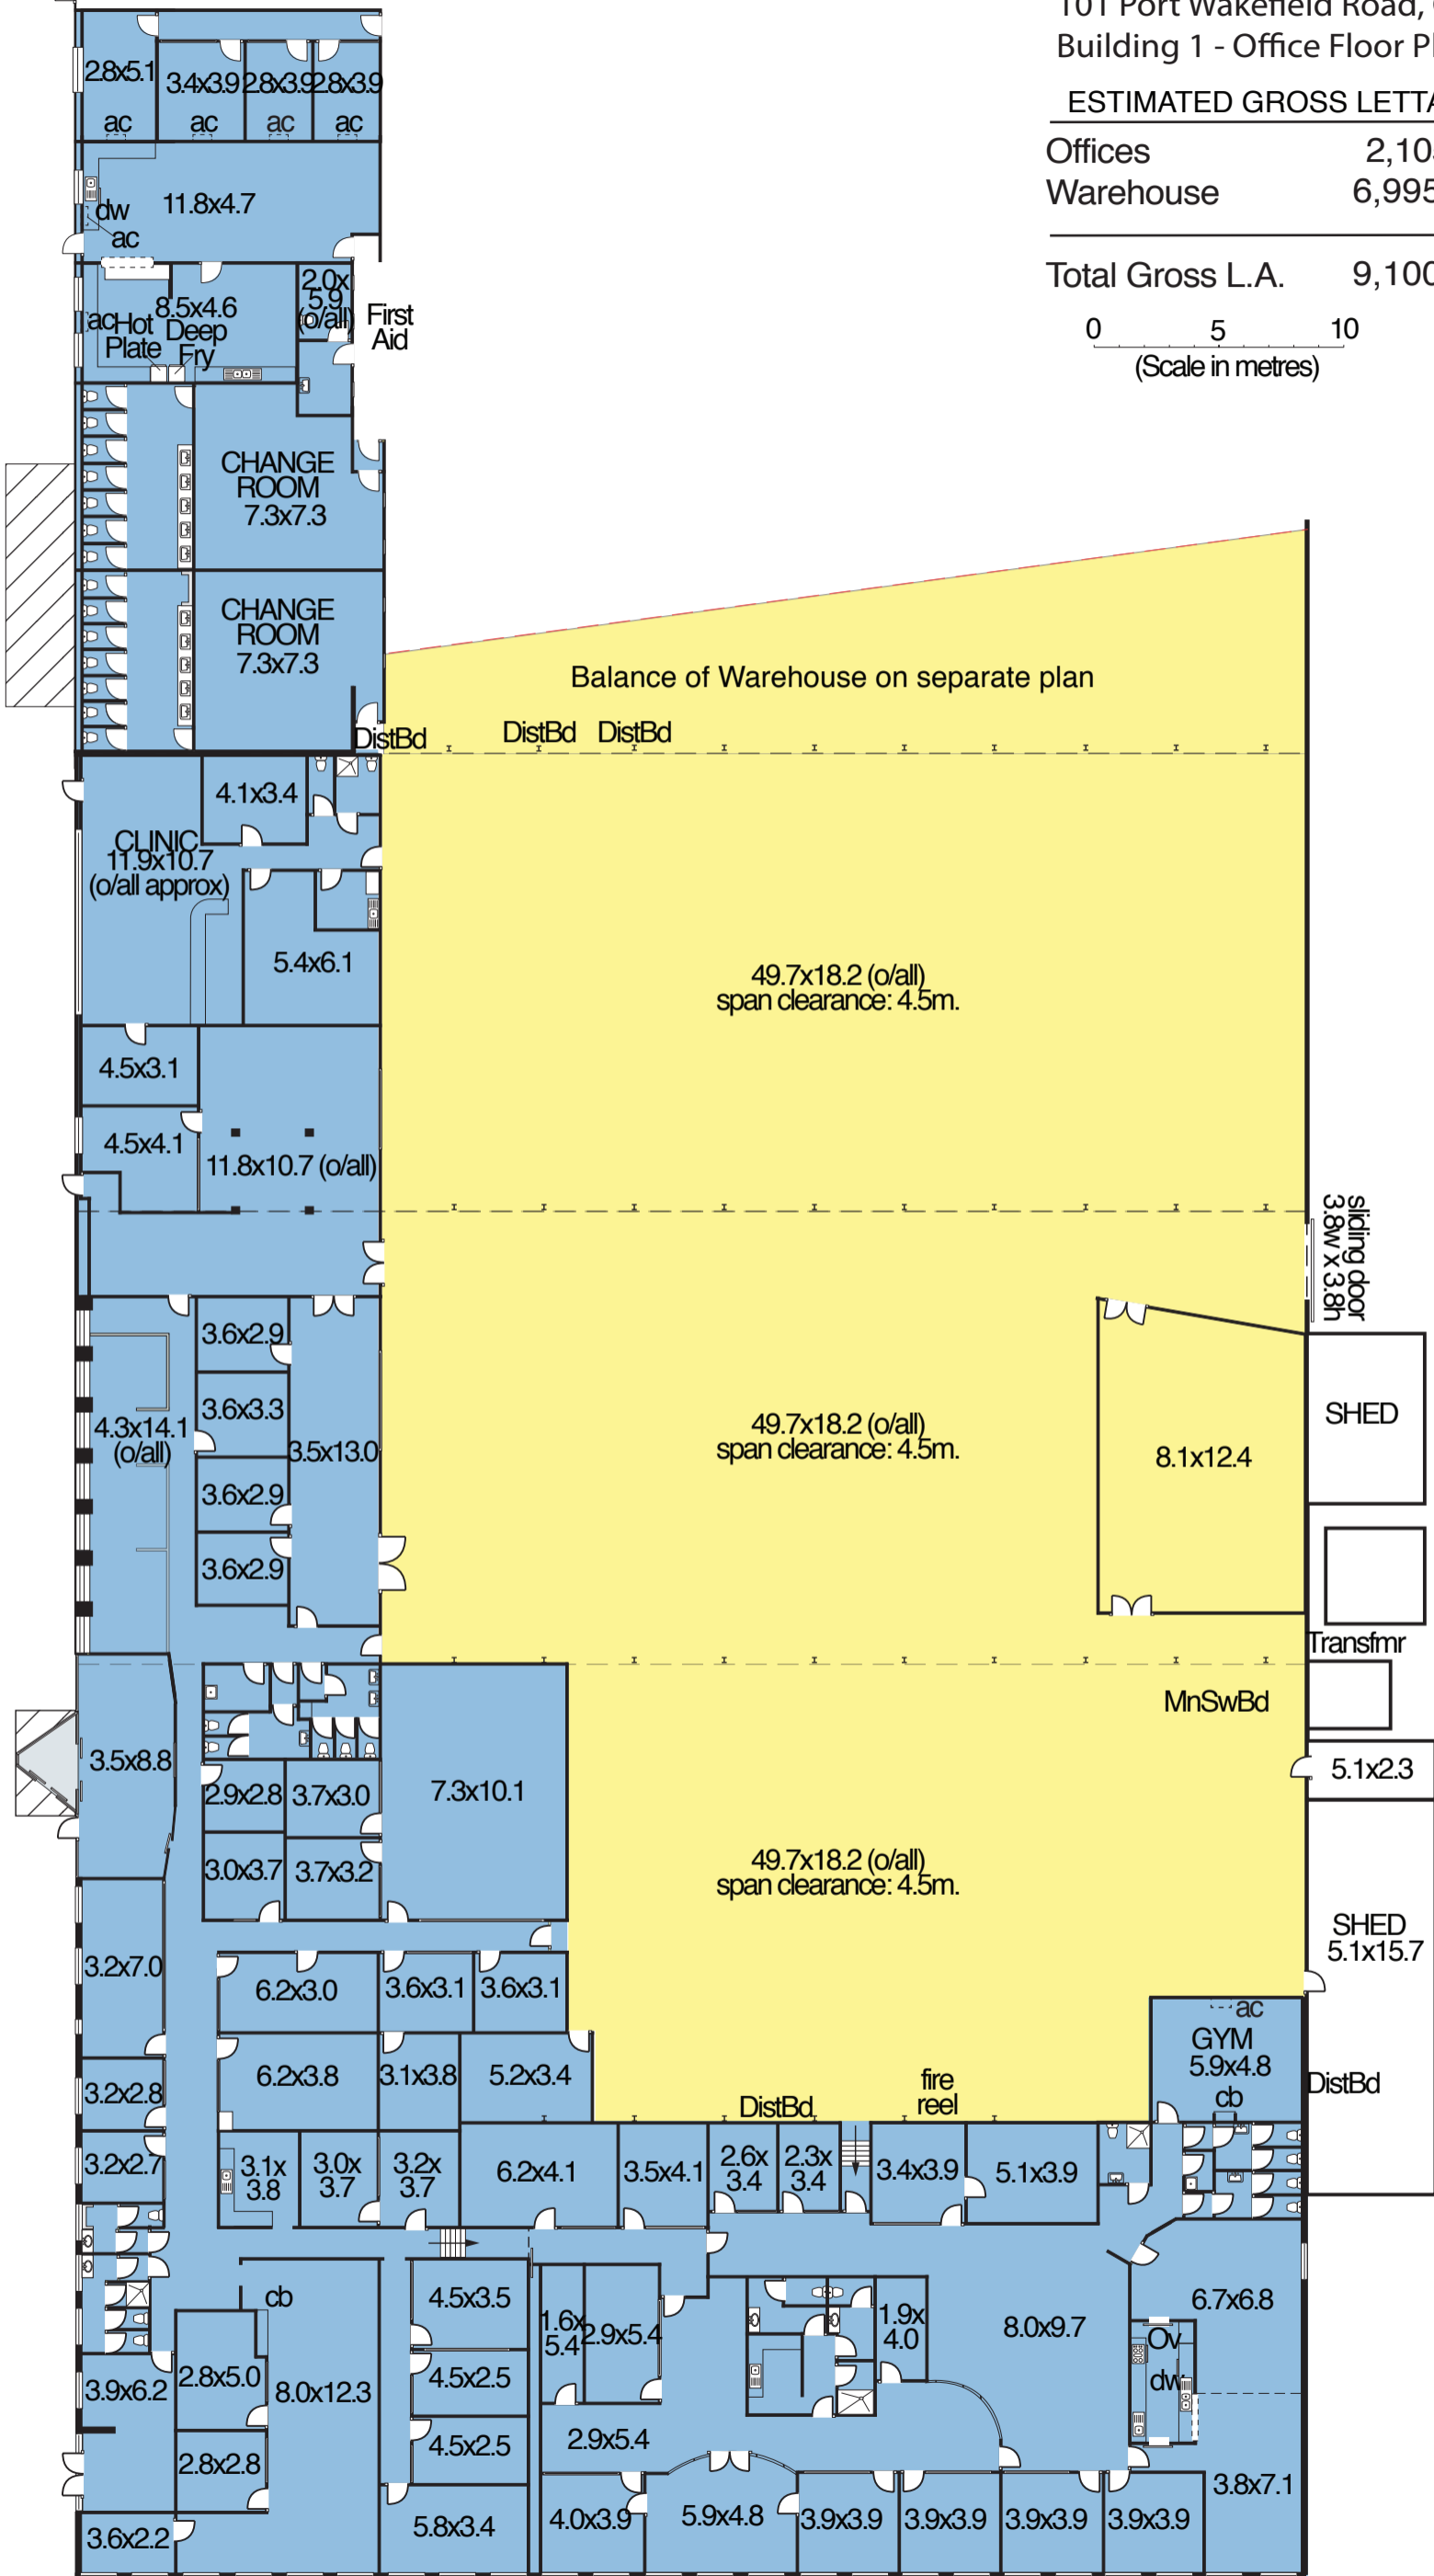 101 Port Wakefield Road,
Building 1 - Office Floor
ESTIMATED GROSS
Offices 2,10
Warehouse 6,995
Total Gross L.A. 9,100
0 5 10
(Scale in metres)
2.8x5.1
3.4x3.9
2.8x3.9
2.8x3.9
ac
ac
ac
ac
11.8x4.7
dw
ac
8.5x4.6
ac
Hot
Plate
Deep
Fry
2.0x
5.9
(o/all)
First
Aid
CHANGE
ROOM
7.3x7.3
CHANGE
ROOM
7.3x7.3
Balance of Warehouse on separate plan
DistBd
DistBd
DistBd
4.1x3.4
CLINIC
11.9x10.7
(o/all approx)
5.4x6.1
49.7x18.2 (o/all)
span clearance: 4.5m.
4.5x3.1
4.5x4.1
11.8x10.7 (o/all)
sliding door
3.8w x 3.8h
3.6x2.9
3.6x3.3
4.3x14.1
(o/all)
3.5x13.0
3.6x2.9
3.6x2.9
49.7x18.2 (o/all)
span clearance: 4.5m.
8.1x12.4
SHED
Transfmr
MnSwBd
3.5x8.8
2.9x2.8
3.7x3.0
7.3x10.1
5.1x2.3
3.0x3.7
3.7x3.2
49.7x18.2 (o/all)
span clearance: 4.5m.
SHED
5.1x15.7
3.2x7.0
6.2x3.0
3.6x3.1
3.6x3.1
ac
GYM
5.9x4.8
cb
DistBd
6.2x3.8
3.1x3.8
5.2x3.4
3.2x2.8
fire
reel
DistBd
3.2x2.7
3.1x
3.8
3.0x
3.7
3.2x
3.7
6.2x4.1
3.5x4.1
2.6x
3.4
2.3x
3.4
3.4x3.9
5.1x3.9
cb
4.5x3.5
1.6x
5.4
2.9x5.4
1.9x
4.0
8.0x9.7
6.7x6.8
Ov
dw
3.9x6.2
2.8x5.0
8.0x12.3
4.5x2.5
4.5x2.5
2.9x5.4
2.8x2.8
3.8x7.1
3.6x2.2
5.8x3.4
4.0x3.9
5.9x4.8
3.9x3.9
3.9x3.9
3.9x3.9
3.9x3.9